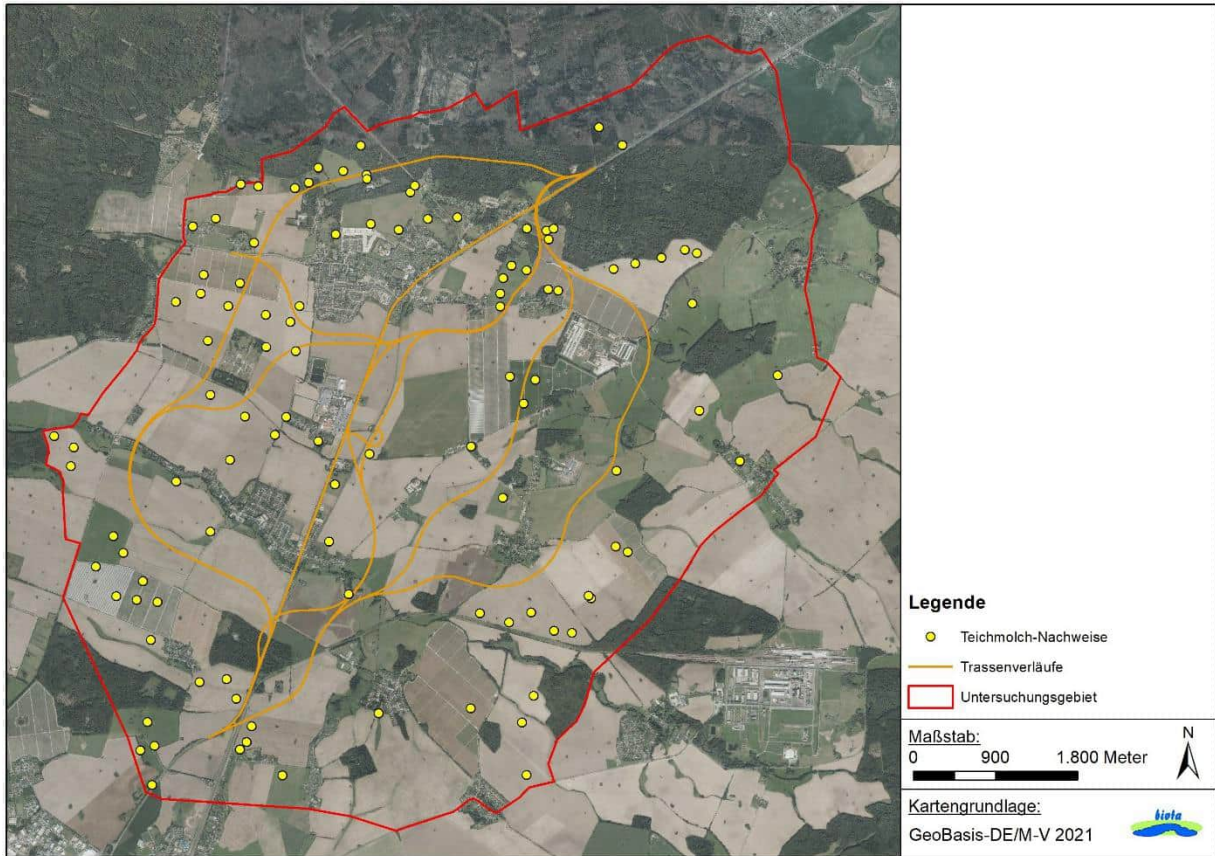 Legende
Teichmolch-Nachweise
Trassenverläufe
Untersuchungsgebiet
Maßstab:
0 900 1.800 Meter
N
Kartengrundlage:
GeoBasis-DE/M-V 2021
biota